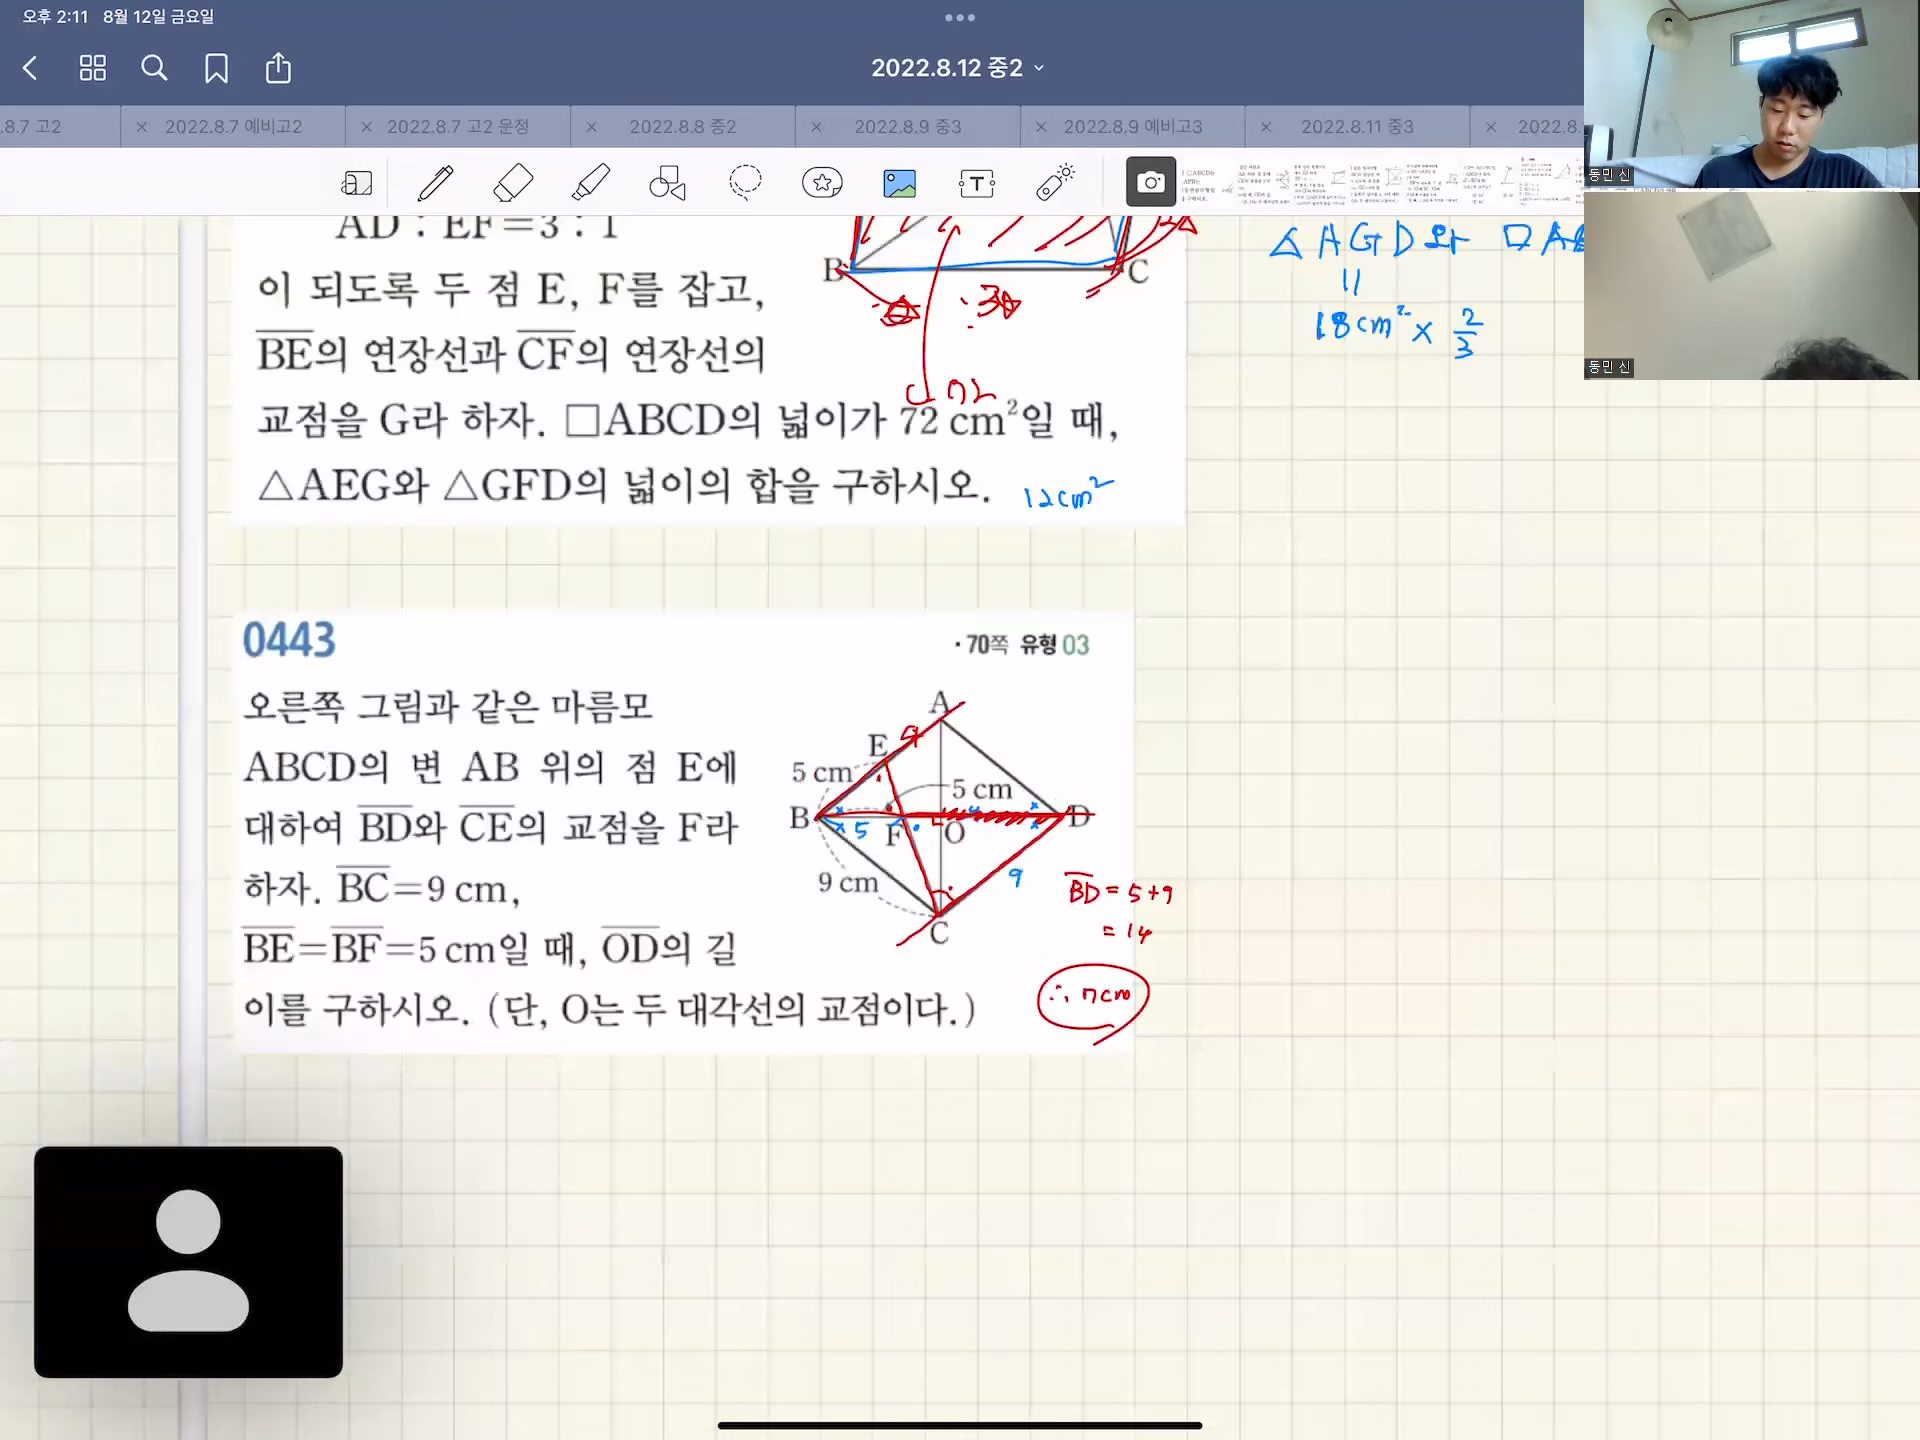 오후 2:11 8월 12일 금요일
2022.8.12 중2
.8.7 고2
2022.8.7 예비고2
2022.8.7 고2 문정
2022.8.8 중2
2022.8.9 중3
2022.8.9 예비고3
2022.8.11 중3
2022.8.
동민 신
동민 신
AD : EF=3 : 1
이 되도록 두 점 E, F를 잡고,
BE의 연장선과 CF의 연장선의
교점을 G라 하자. □ABCD의 넓이가 72 cm²일 때,
△AEG와 △GFD의 넓이의 합을 구하시오.
12cm²
B
C
72
△AGD와 □A
18cm² × 2/3
0443
· 70쪽 유형 03
오른쪽 그림과 같은 마름모
ABCD의 변 AB 위의 점 E에
대하여 BD와 CE의 교점을 F라
하자. BC=9 cm,
BE=BF=5 cm일 때, OD의 길
이를 구하시오. (단, O는 두 대각선의 교점이다.)
A
E
5 cm
5 cm
B
5
F
O
D
9 cm
9
C
BD = 5+9
= 14
∴ 7cm